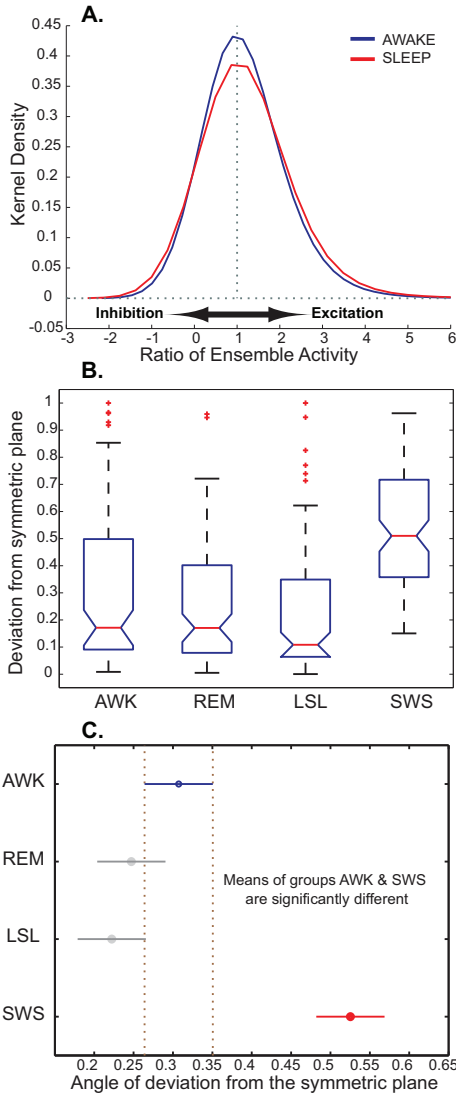 A.
0.45
0.4
0.35
0.3
0.25
0.2
0.15
0.1
0.05
0
-0.05
Kernel Density
AWAKE
SLEEP
Inhibition
Excitation
-3 -2 -1 0 1 2 3 4 5 6
Ratio of Ensemble Activity
B.
1
0.9
0.8
0.7
0.6
0.5
0.4
0.3
0.2
0.1
0
Deviation from symmetric plane
AWK REM LSL SWS
C.
AWK
REM
LSL
SWS
Means of groups AWK & SWS
are significantly different
0.2 0.25 0.3 0.35 0.4 0.45 0.5 0.55 0.6 0.65
Angle of deviation from the symmetric plane